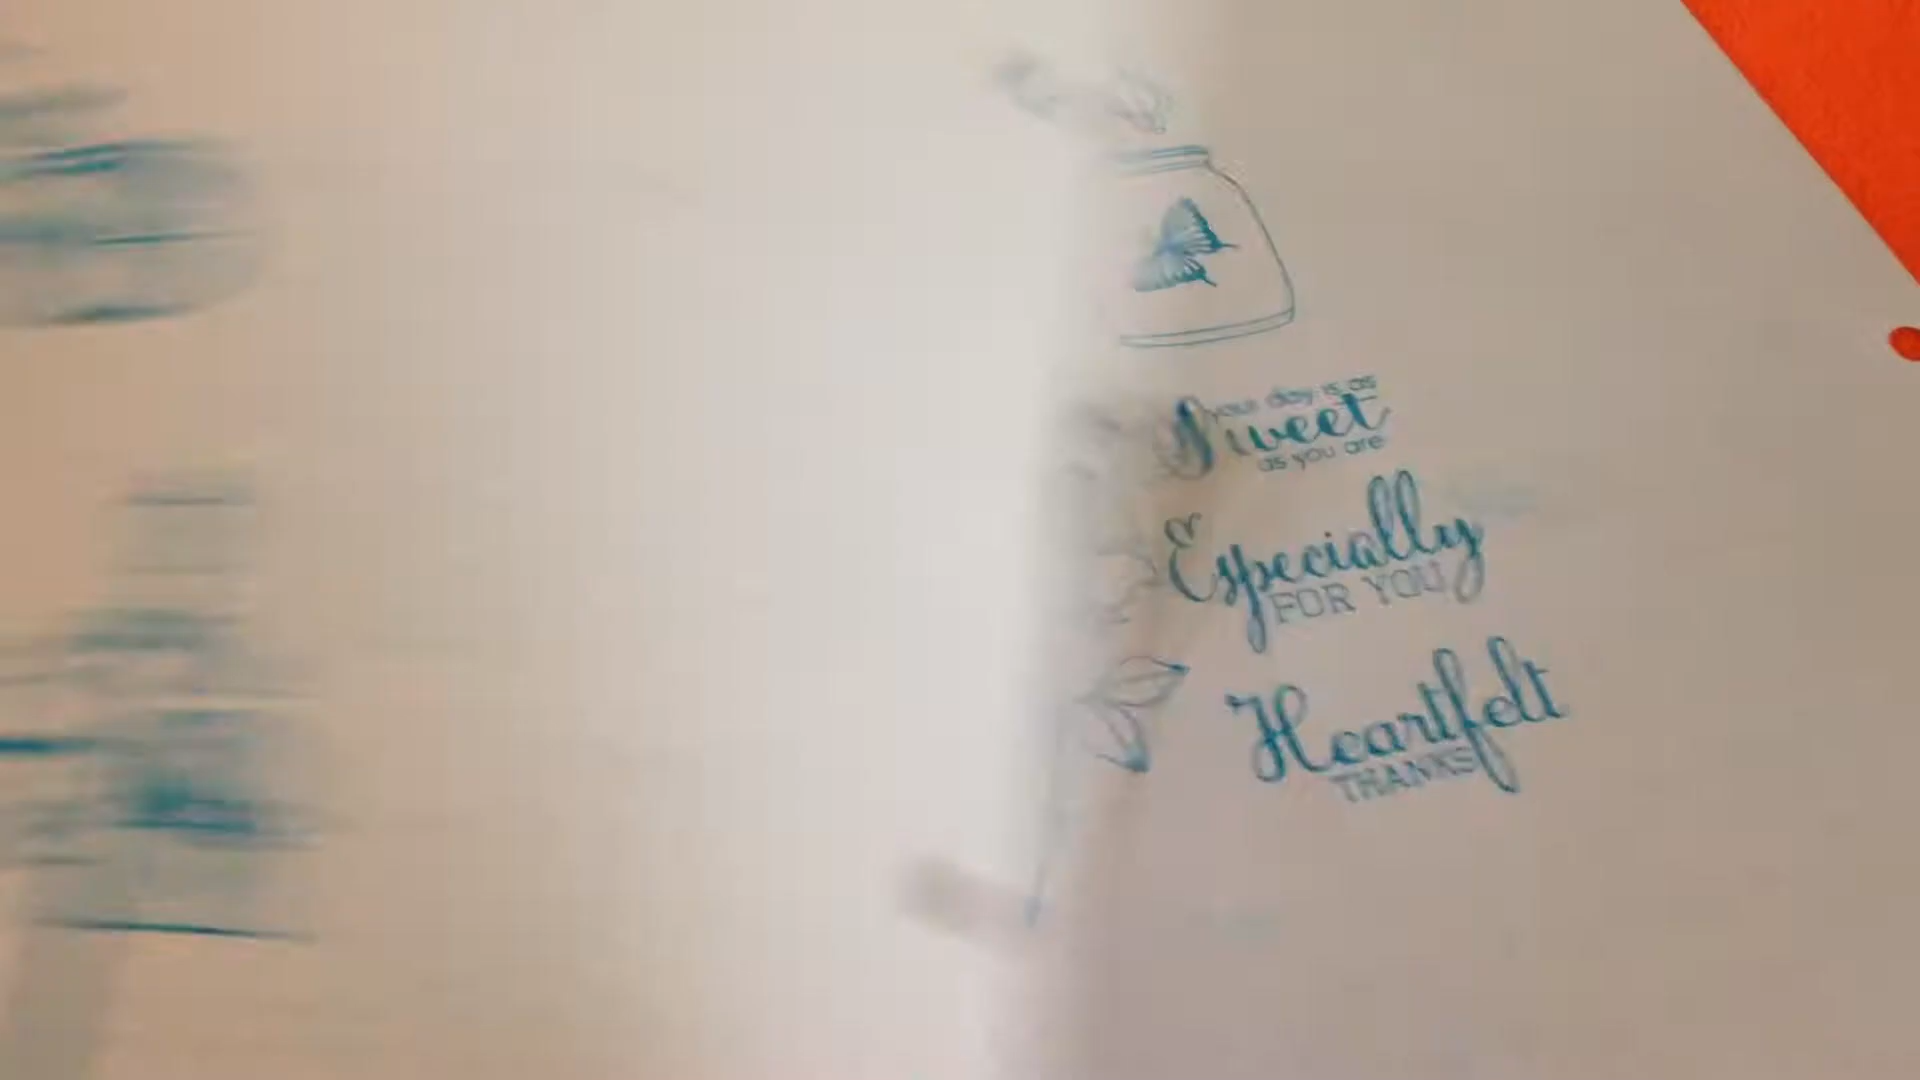 your day is as
Sweet
as you are
Especially
FOR YOU
Heartfelt
THANKS